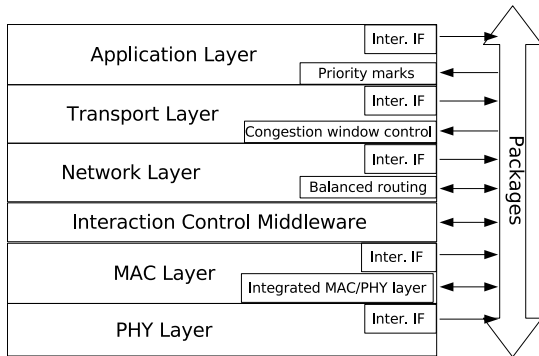 Inter. IF
Application Layer
Priority marks
Inter. IF
Transport Layer
Congestion window control
Inter. IF
Network Layer
Balanced routing
Interaction Control Middleware
Inter. IF
MAC Layer
Integrated MAC/PHY layer
Inter. IF
PHY Layer
Packages